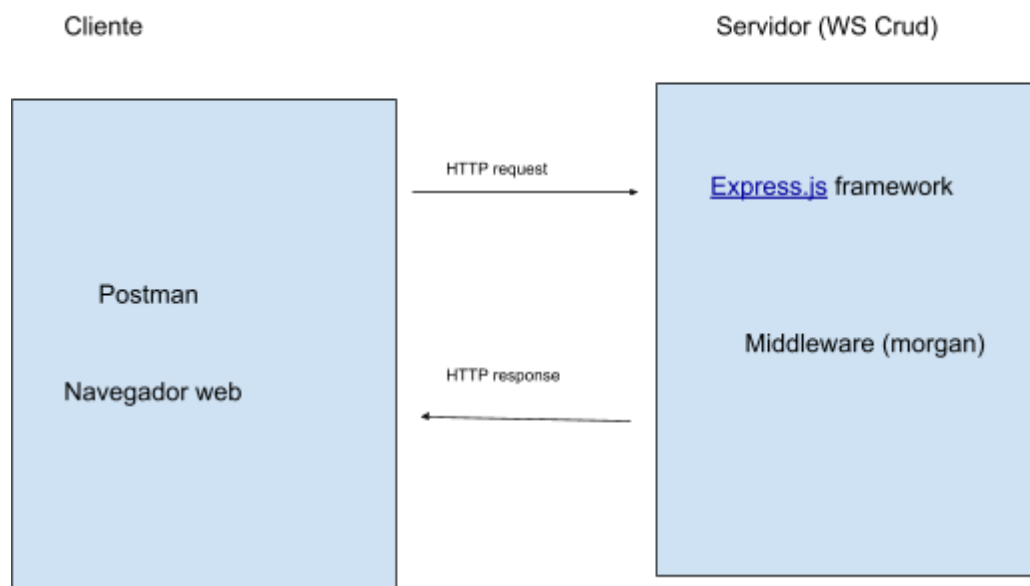 Cliente
Servidor (WS Crud)
HTTP request
Express.js framework
Postman
Middleware (morgan)
HTTP response
Navegador web